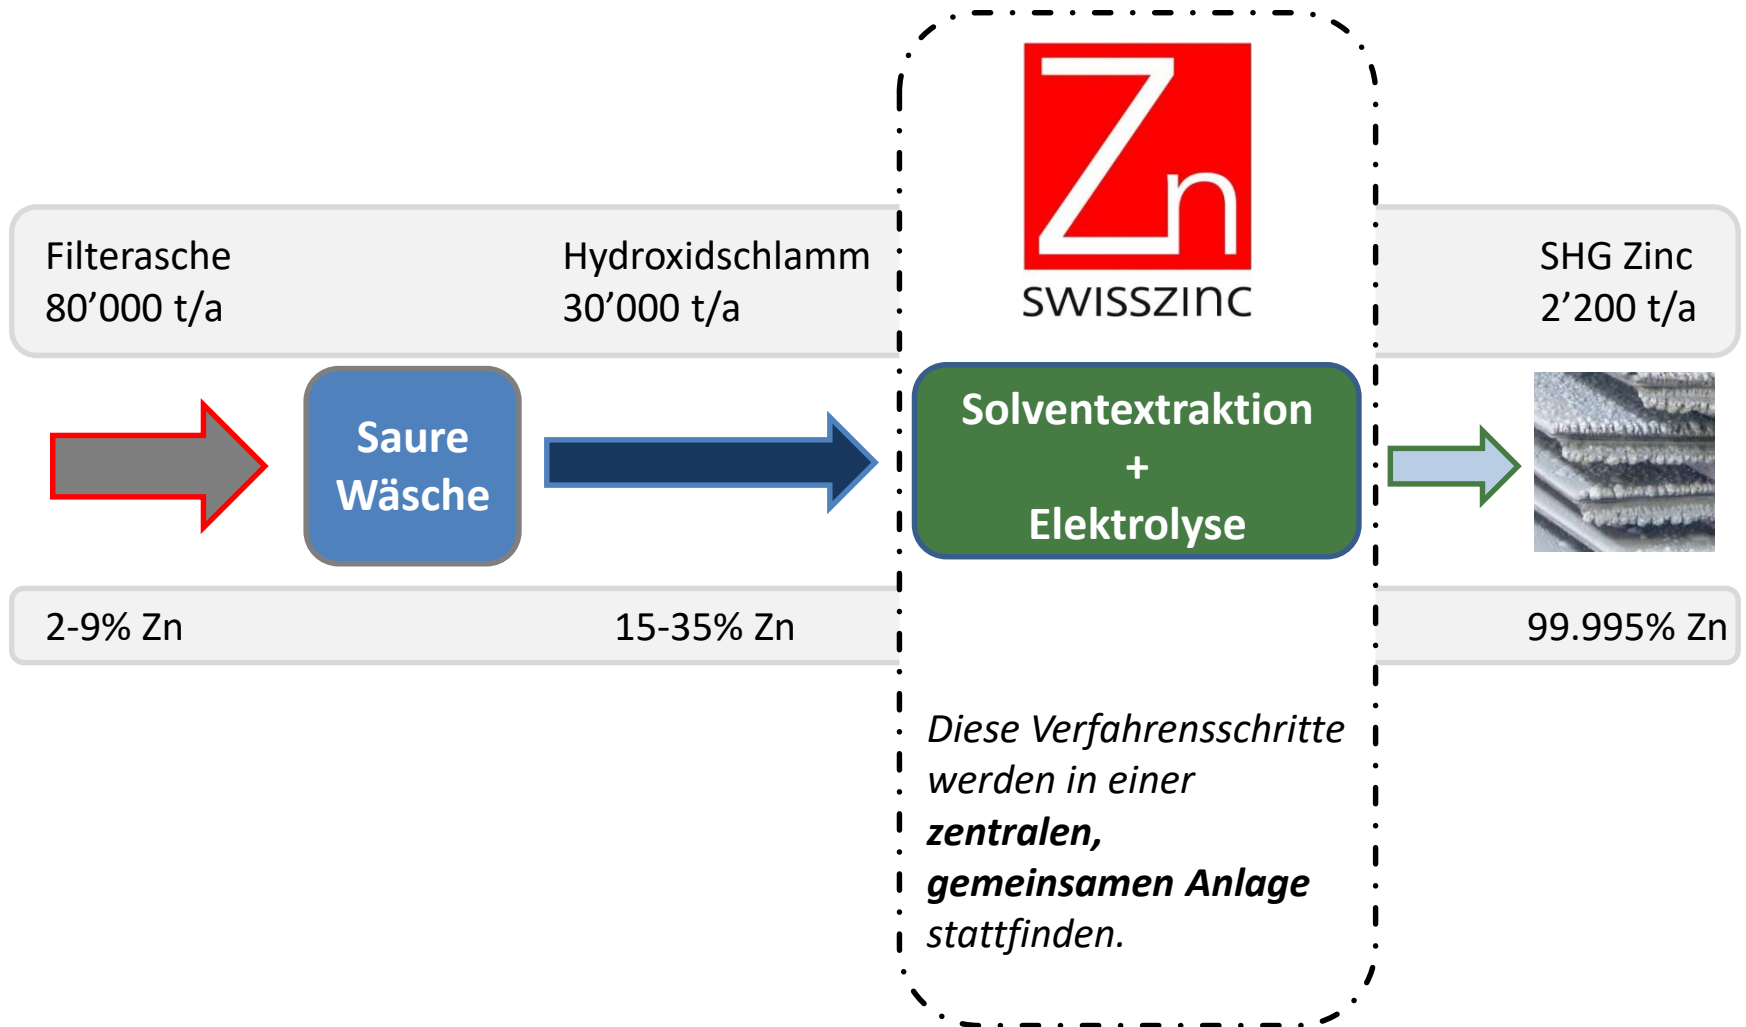 Zn
swisszinc
Filterasche
80’000 t/a
Hydroxidschlamm
30’000 t/a
SHG Zinc
2’200 t/a
Saure
Wäsche
Solventextraktion
+
Elektrolyse
2-9% Zn
15-35% Zn
99.995% Zn
Diese Verfahrensschritte
werden in einer
zentralen,
gemeinsamen Anlage
stattfinden.